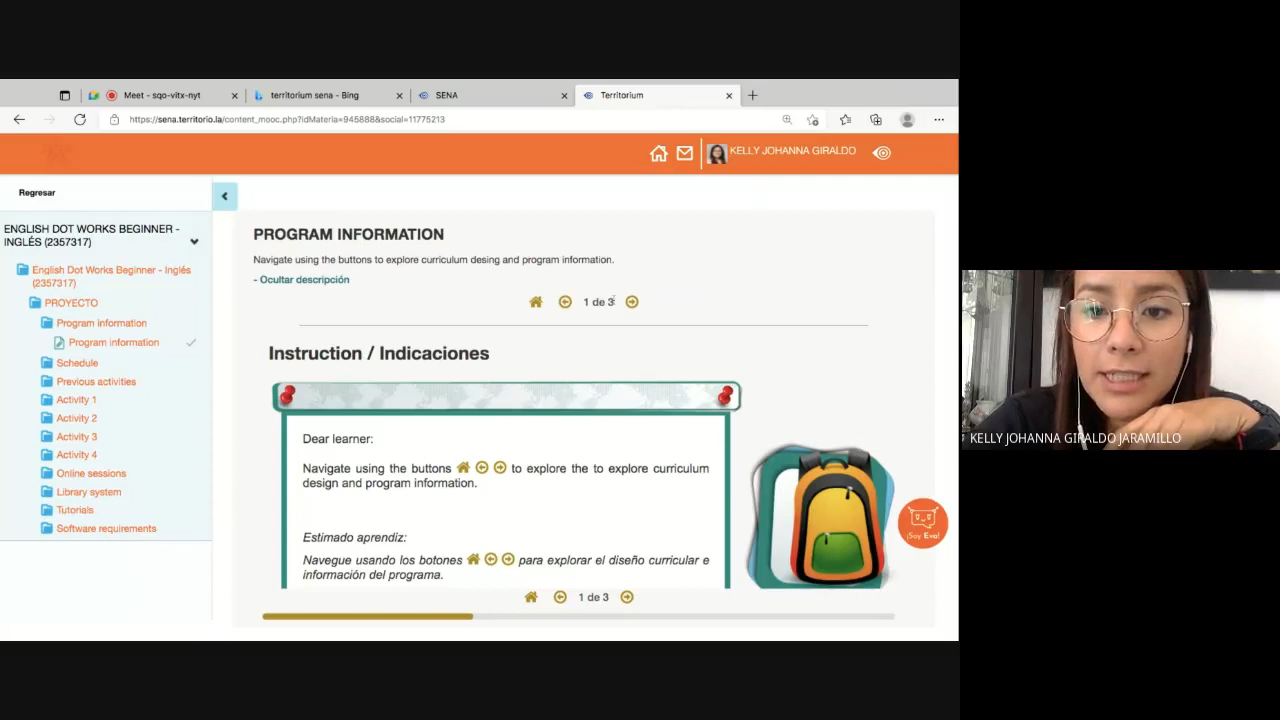 Meet - sqo-vitx-nyt
territorium sena - Bing
SENA
Territorium
https://sena.territorio.la/content_mooc.php?idMateria=945888&social=11775213
KELLY JOHANNA GIRALDO
Regresar
ENGLISH DOT WORKS BEGINNER -
INGLÉS (2357317)
English Dot Works Beginner - Inglés
(2357317)
PROYECTO
Program information
Program information
Schedule
Previous activities
Activity 1
Activity 2
Activity 3
Activity 4
Online sessions
Library system
Tutorials
Software requirements
PROGRAM INFORMATION
Navigate using the buttons to explore curriculum desing and program information.
- Ocultar descripción
1 de 3
Instruction / Indicaciones
Dear learner:
Navigate using the buttons to explore the to explore curriculum
design and program information.
Estimado aprendiz:
Navegue usando los botones para explorar el diseño curricular e
información del programa.
1 de 3
¡Soy Eva!
KELLY JOHANNA GIRALDO JARAMILLO